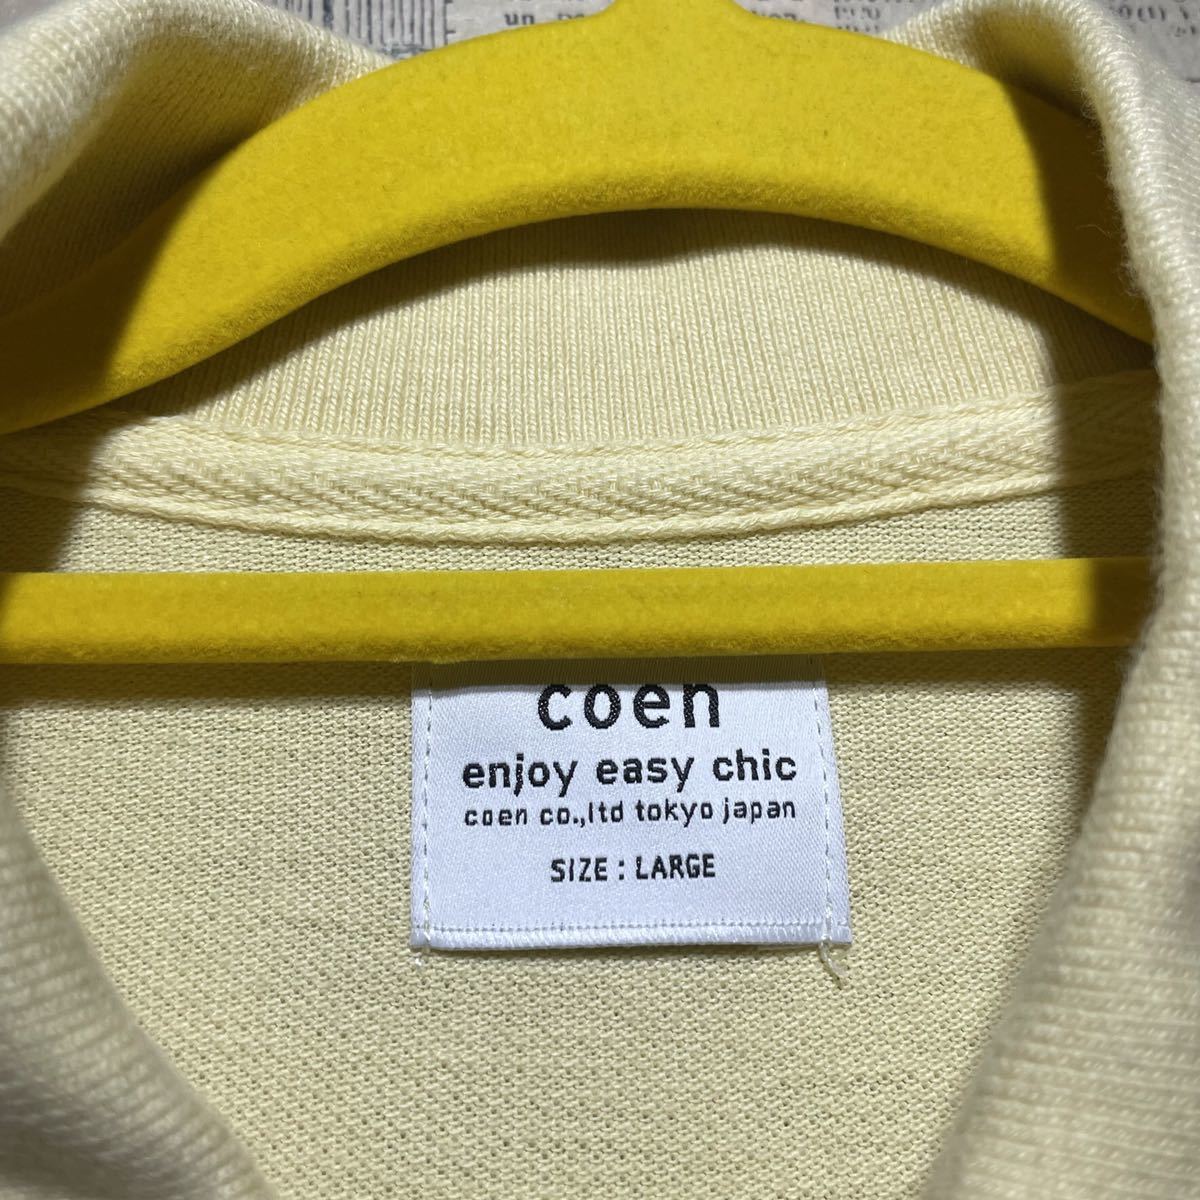 coen
enjoy easy chic
coen co.,ltd tokyo japan
SIZE : LARGE